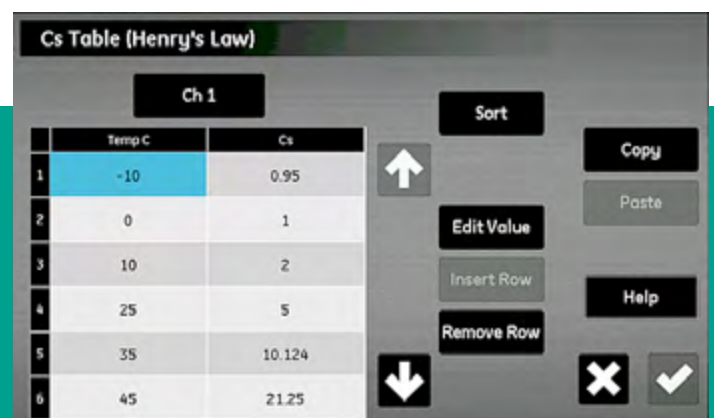 Cs Table (Henry's Law)
Ch 1
Temp C Cs
1 -10 0.95
2 0 1
3 10 2
4 25 5
5 35 10.124
6 45 21.25
Sort
Edit Value
Insert Row
Remove Row
Copy
Paste
Help